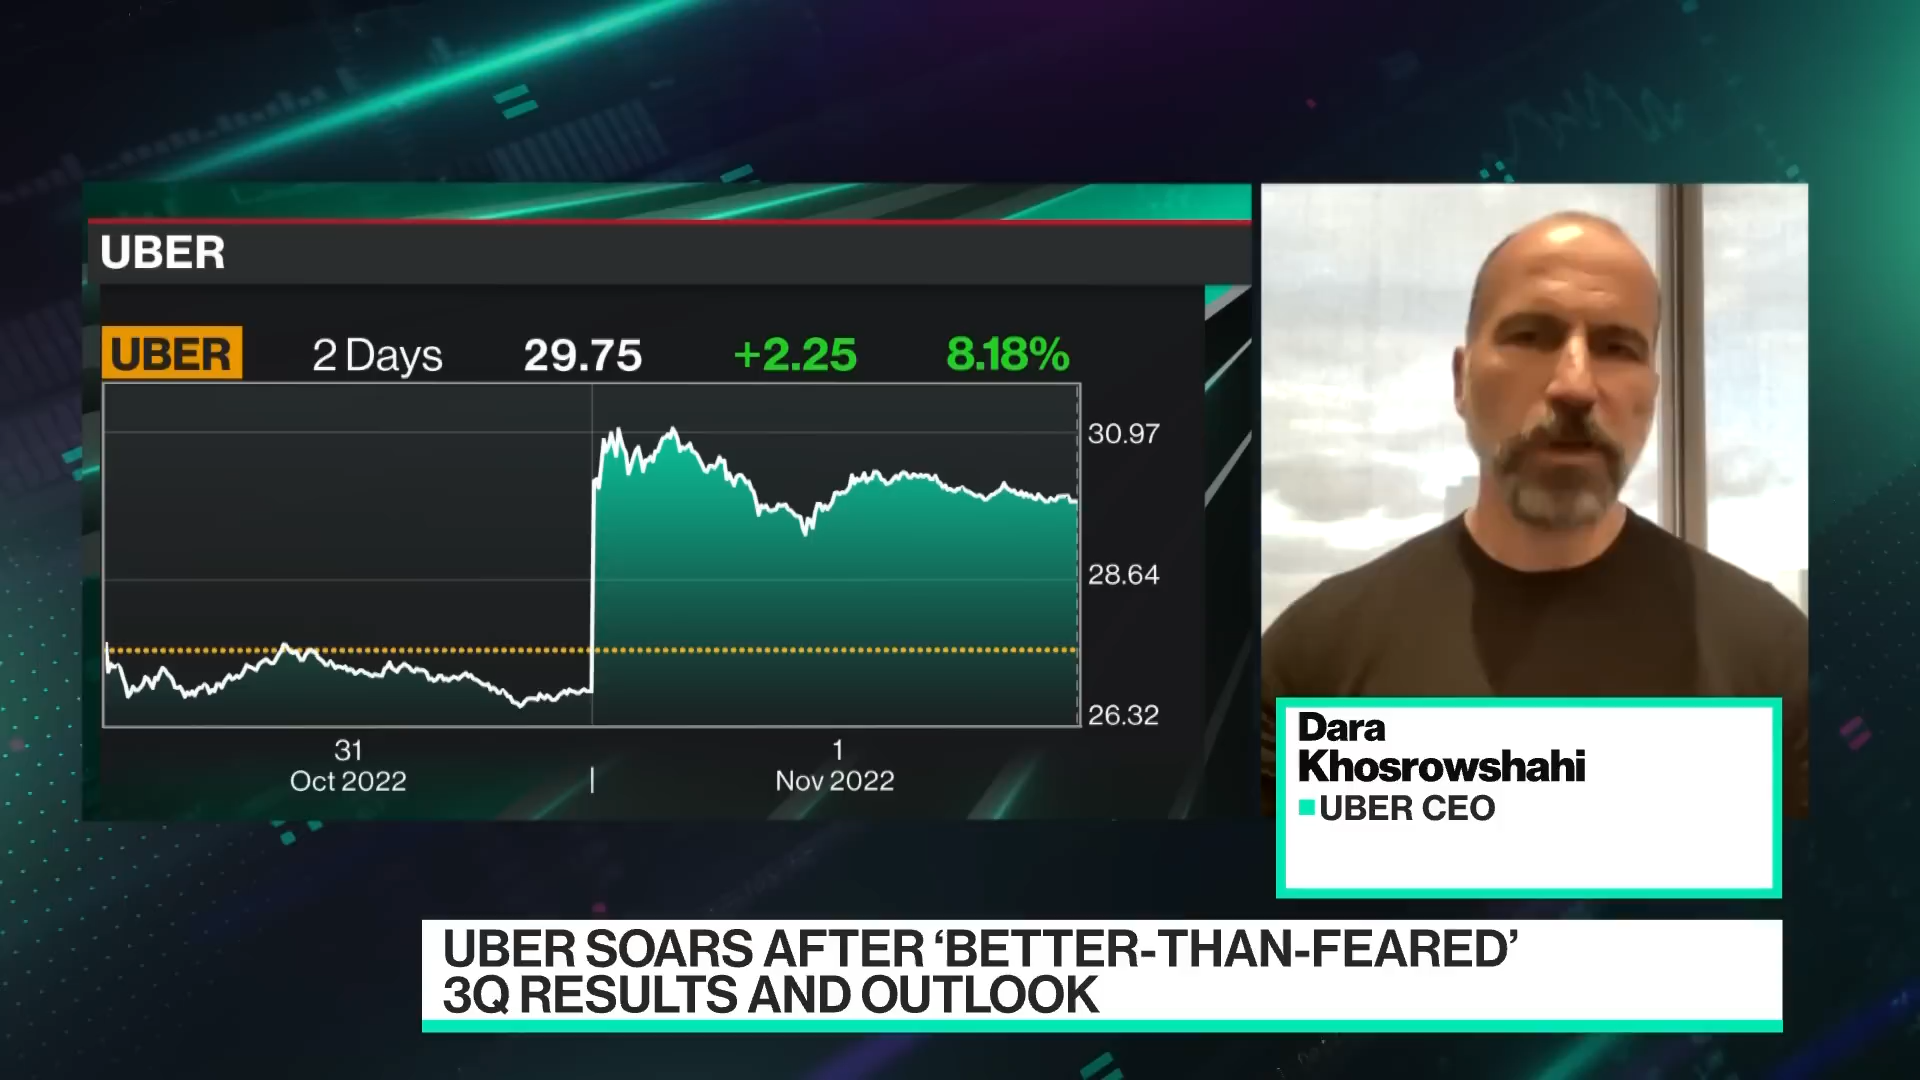 UBER
UBER 2 Days 29.75 +2.25 8.18%
30.97
28.64
26.32
31
Oct 2022
1
Nov 2022
Dara
Khosrowshahi
UBER CEO
UBER SOARS AFTER ‘BETTER-THAN-FEARED’
3Q RESULTS AND OUTLOOK